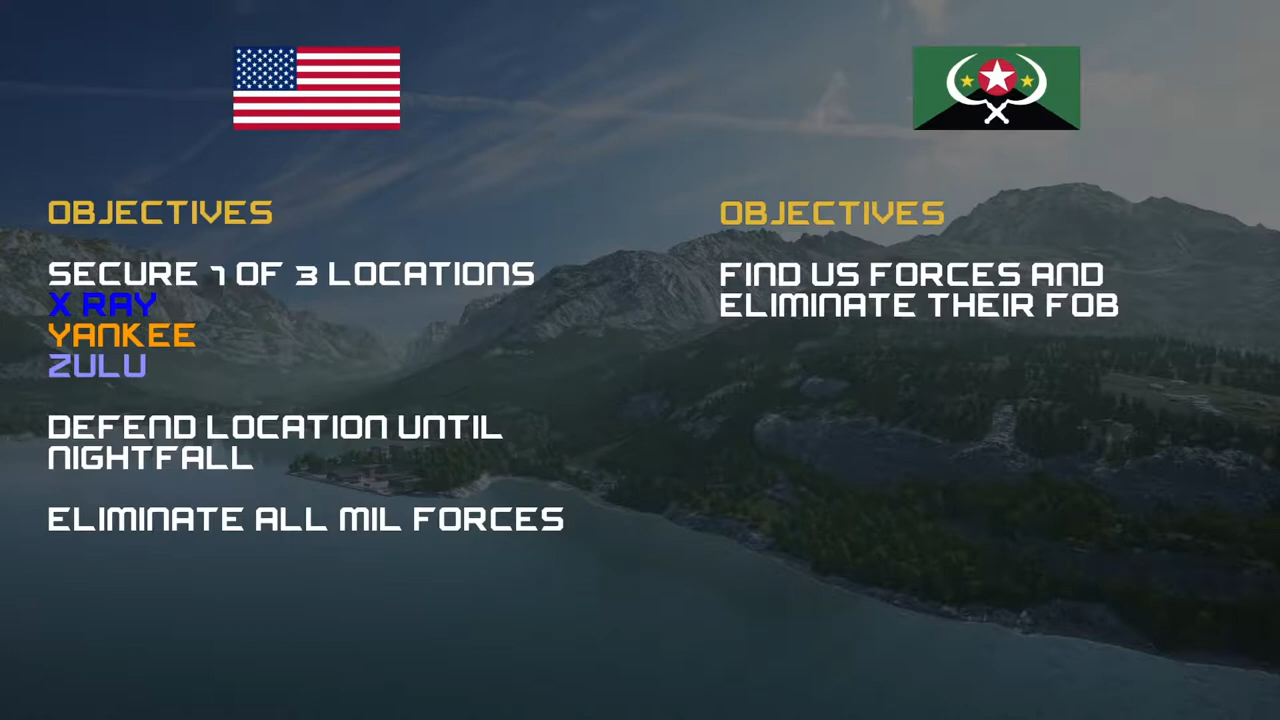 OBJECTIVES
SECURE 1 OF 3 LOCATIONS
X RAY
YANKEE
ZULU
DEFEND LOCATION UNTIL
NIGHTFALL
ELIMINATE ALL MIL FORCES
OBJECTIVES
FIND US FORCES AND
ELIMINATE THEIR FOB